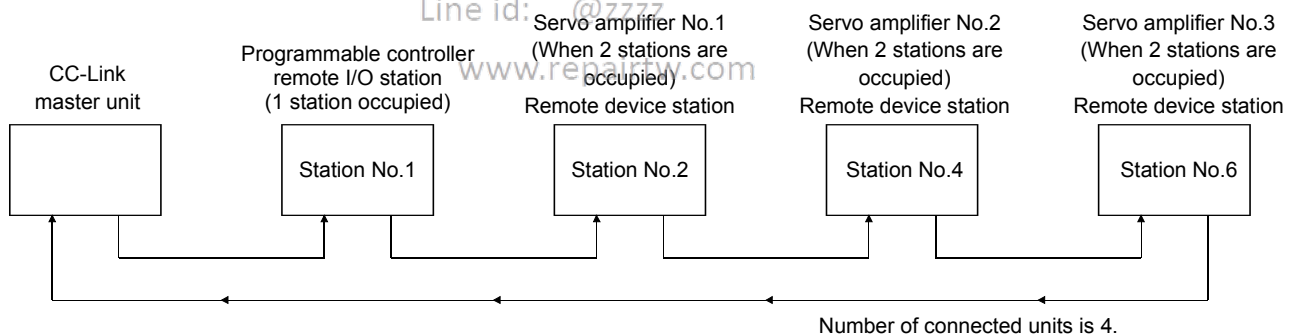 Line id: @zzzz
www.repairtw.com
CC-Link
master unit
Programmable controller
remote I/O station
(1 station occupied)
Servo amplifier No.1
(When 2 stations are
occupied)
Remote device station
Servo amplifier No.2
(When 2 stations are
occupied)
Remote device station
Servo amplifier No.3
(When 2 stations are
occupied)
Remote device station
Station No.1
Station No.2
Station No.4
Station No.6
Number of connected units is 4.